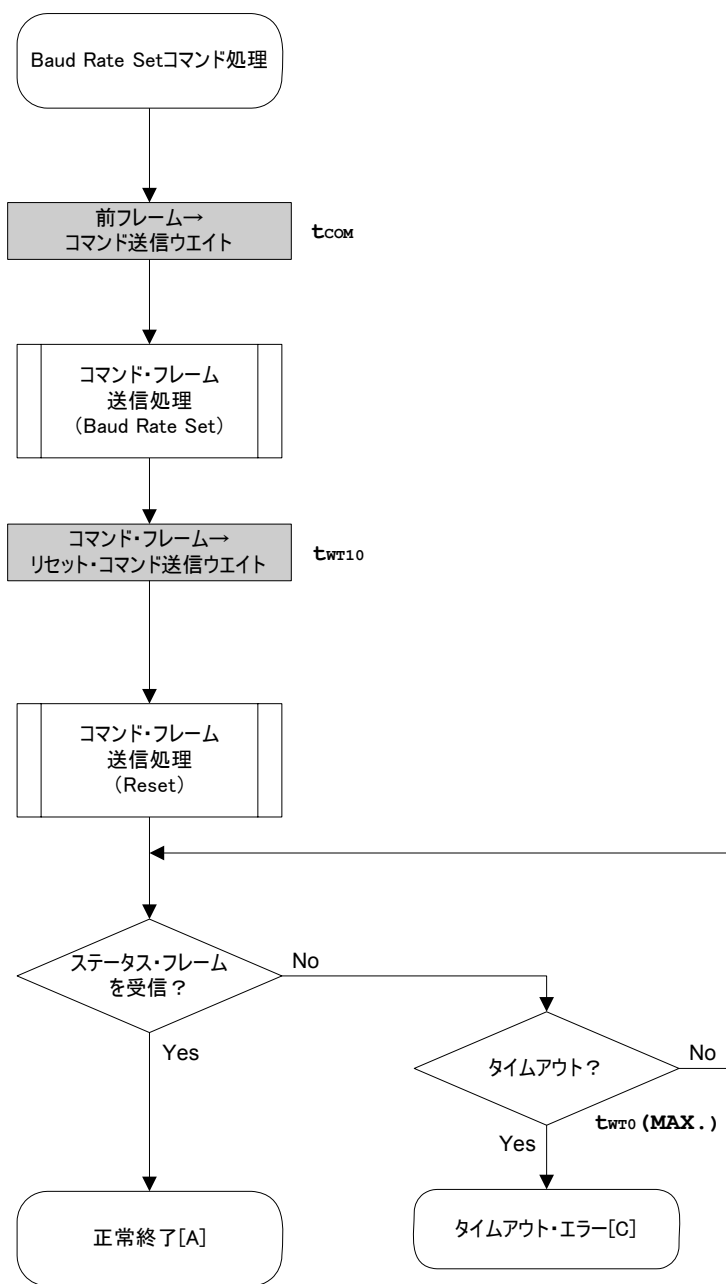 Baud Rate Setコマンド処理
前フレーム→
コマンド送信ウエイト
tCOM
コマンド・フレーム
送信処理
（Baud Rate Set）
コマンド・フレーム→
リセット・コマンド送信ウエイト
tWT10
コマンド・フレーム
送信処理
（Reset）
ステータス・フレーム
を受信？
No
Yes
タイムアウト？
No
tWT0(MAX.)
Yes
正常終了[A]
タイムアウト・エラー[C]